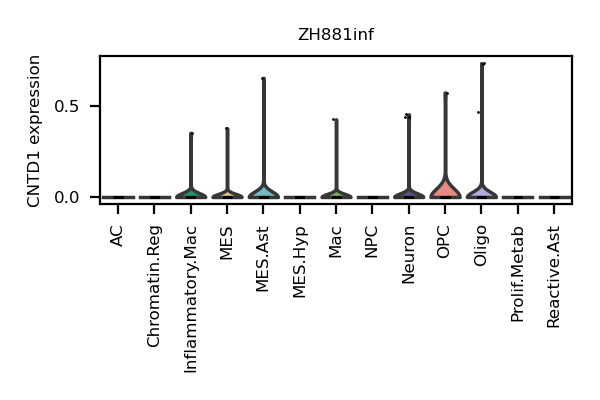 ZH881inf
CNTD1 expression
0.5
0.0
AC
Chromatin.Reg
Inflammatory.Mac
MES
MES.Ast
MES.Hyp
Mac
NPC
Neuron
OPC
Oligo
Prolif.Metab
Reactive.Ast